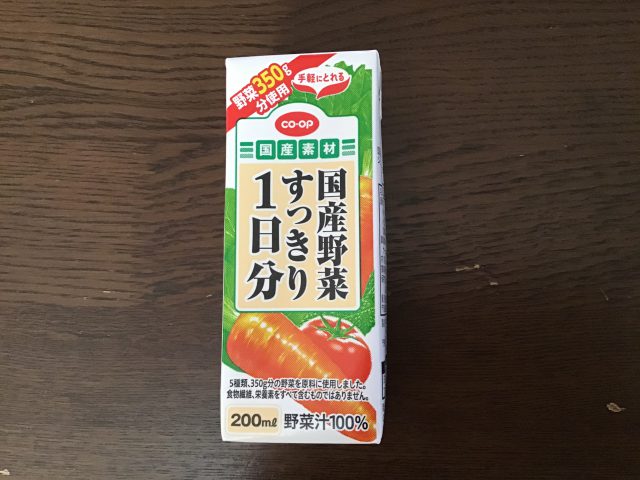 野菜350g
分使用
手軽にとれる
co·op
国産素材
国産野菜
すっきり
1日分
5種類、350g分の野菜を原料に使用しました。
食物繊維、栄養素をすべて含むものではありません。
200mℓ
野菜汁100%